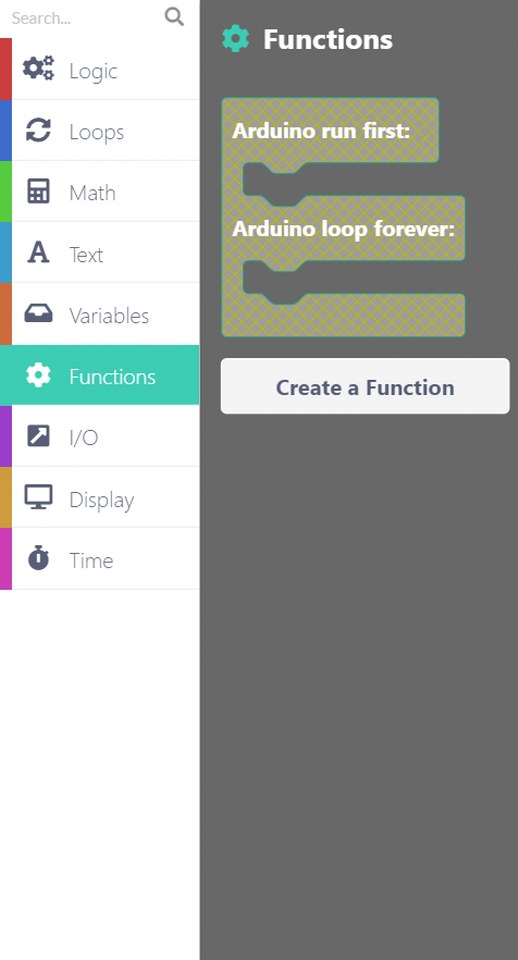 Search...
Logic
Loops
Math
Text
Variables
Functions
I/O
Display
Time
Functions
Arduino run first:
Arduino loop forever:
Create a Function